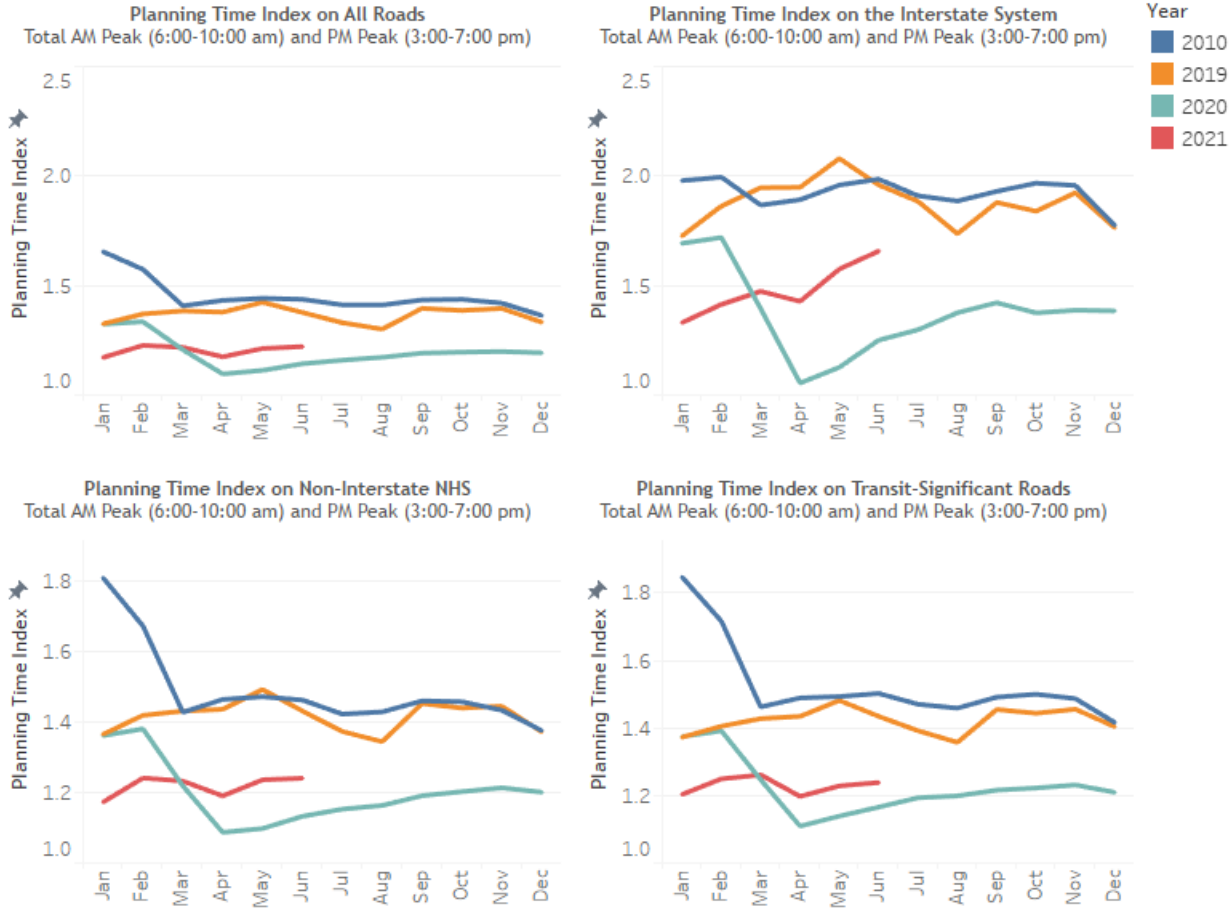 Planning Time Index on All Roads
Total AM Peak (6:00-10:00 am) and PM Peak (3:00-7:00 pm)
Planning Time Index
2.5
2.0
1.5
1.0
Jan Feb Mar Apr May Jun Jul Aug Sep Oct Nov Dec
Planning Time Index on the Interstate System
Total AM Peak (6:00-10:00 am) and PM Peak (3:00-7:00 pm)
Planning Time Index
2.5
2.0
1.5
1.0
Jan Feb Mar Apr May Jun Jul Aug Sep Oct Nov Dec
Year
2010
2019
2020
2021
Planning Time Index on Non-Interstate NHS
Total AM Peak (6:00-10:00 am) and PM Peak (3:00-7:00 pm)
Planning Time Index
1.8
1.6
1.4
1.2
1.0
Jan Feb Mar Apr May Jun Jul Aug Sep Oct Nov Dec
Planning Time Index on Transit-Significant Roads
Total AM Peak (6:00-10:00 am) and PM Peak (3:00-7:00 pm)
Planning Time Index
1.8
1.6
1.4
1.2
1.0
Jan Feb Mar Apr May Jun Jul Aug Sep Oct Nov Dec